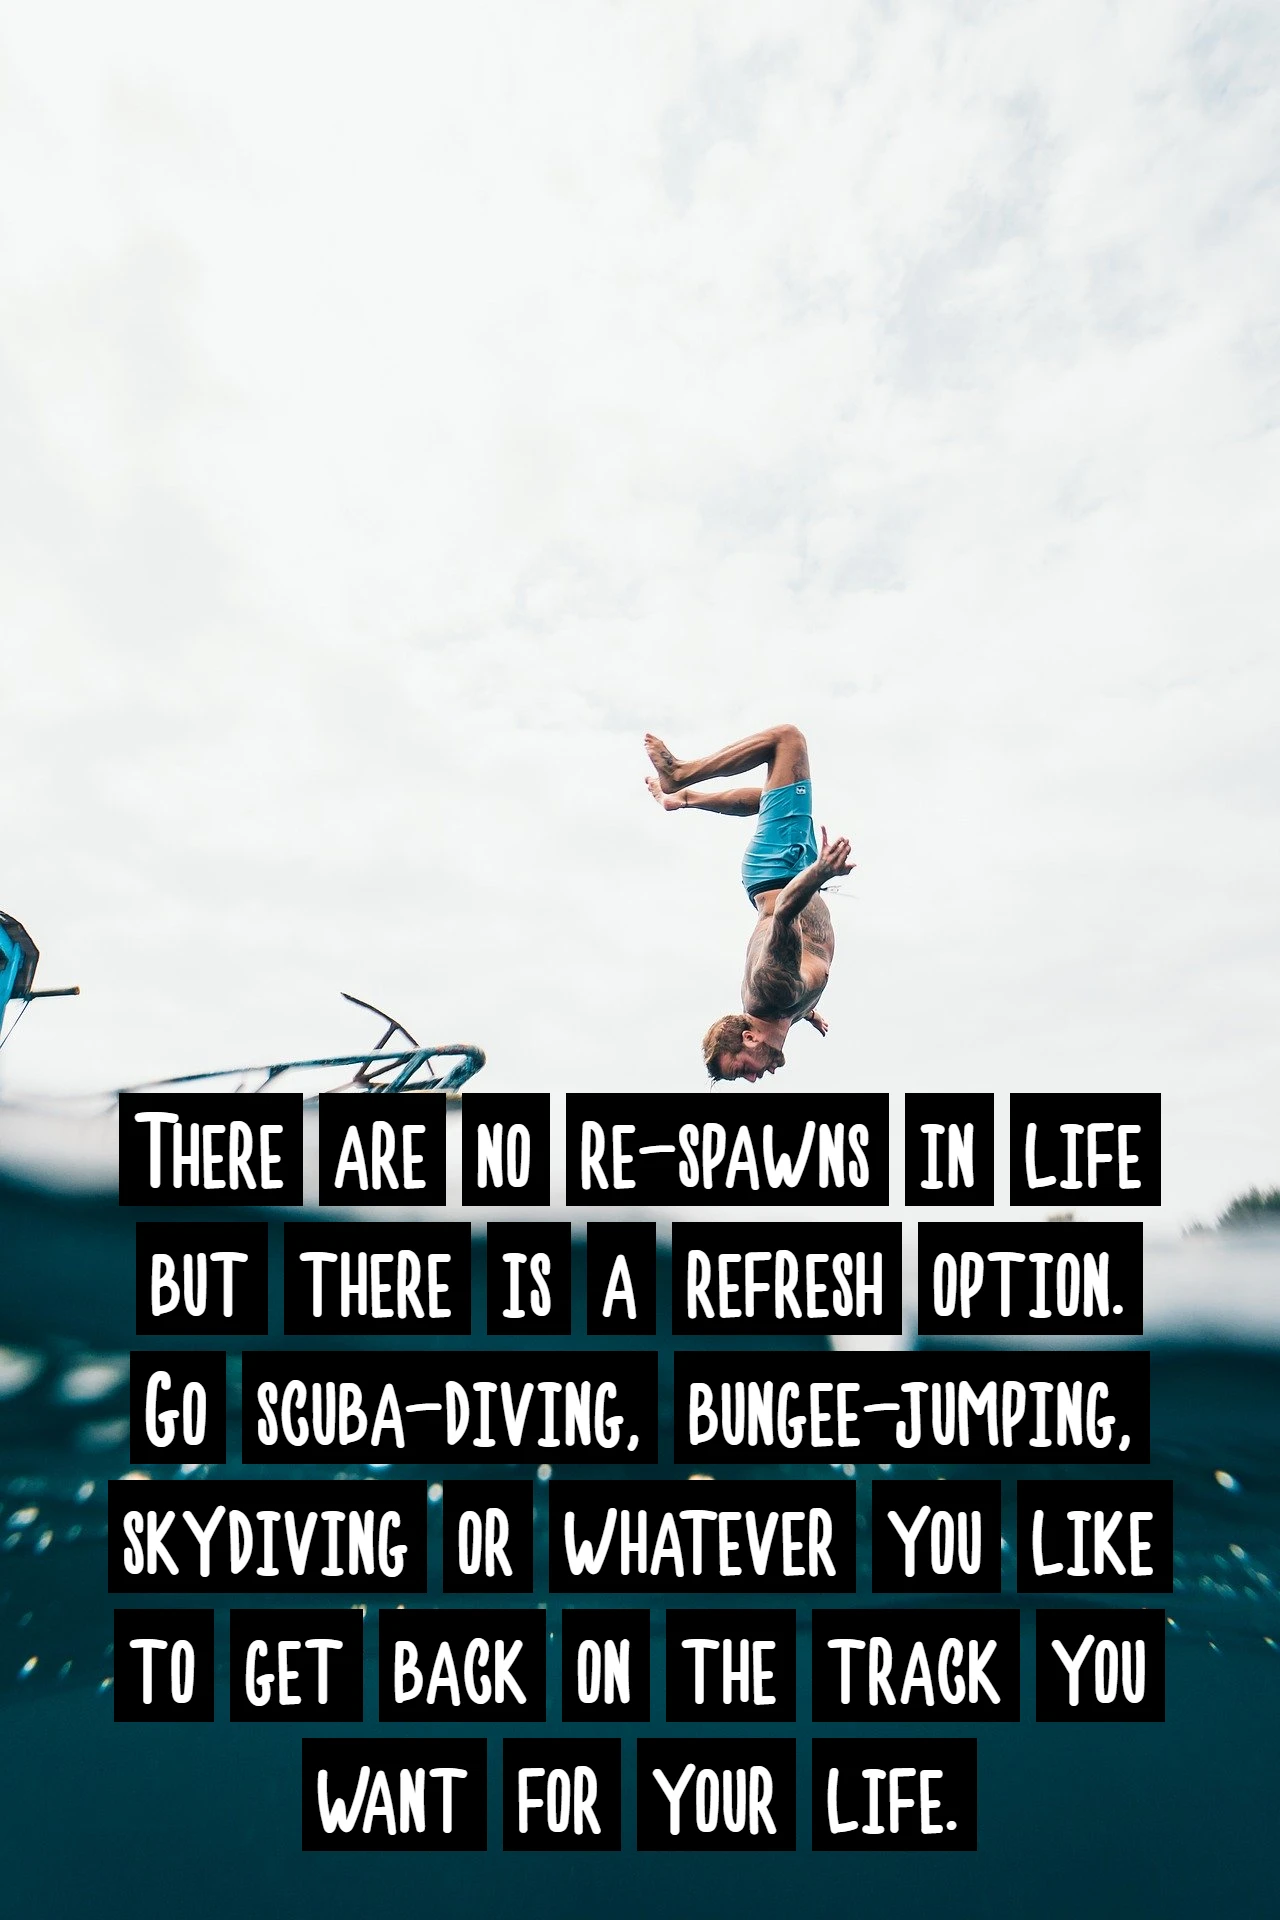 There are no re-spawns in life
but there is a refresh option.
Go scuba-diving, bungee-jumping,
skydiving or whatever you like
to get back on the track you
want for your life.